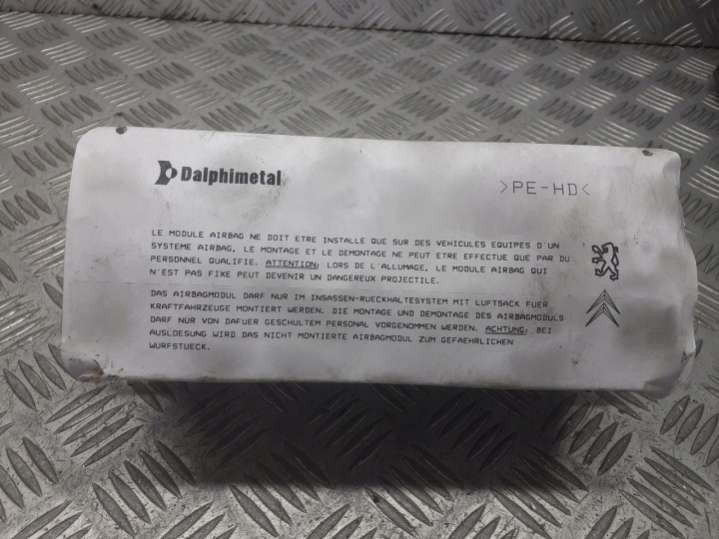 Dalphimetal
>PE-HD<
LE MODULE AIRBAG NE DOIT ETRE INSTALLE QUE SUR DES VEHICULES EQUIPES D'UN
SYSTEME AIRBAG. LE MONTAGE ET LE DEMONTAGE NE PEUT ETRE EFFECTUE QUE PAR DU
PERSONNEL QUALIFIE. ATTENTION: LORS DE L'ALLUMAGE, LE MODULE AIRBAG QUI
N'EST PAS FIXE PEUT DEVENIR UN DANGEREUX PROJECTILE.
DAS AIRBAGMODUL DARF NUR IM INSASSEN-RUECKHALTESYSTEM MIT LUFTSACK FUER
KRAFTFAHRZEUGE MONTIERT WERDEN. DIE MONTAGE UND DEMONTAGE DES AIRBAGMODULS
DARF NUR VON DAFUER GESCHULTEM PERSONAL VORGENOMMEN WERDEN. ACHTUNG: BEI
AUSLOESUNG WIRD DAS NICHT MONTIERTE AIRBAGMODUL ZUM GEFAEHRLICHEN
WURFSTUECK.